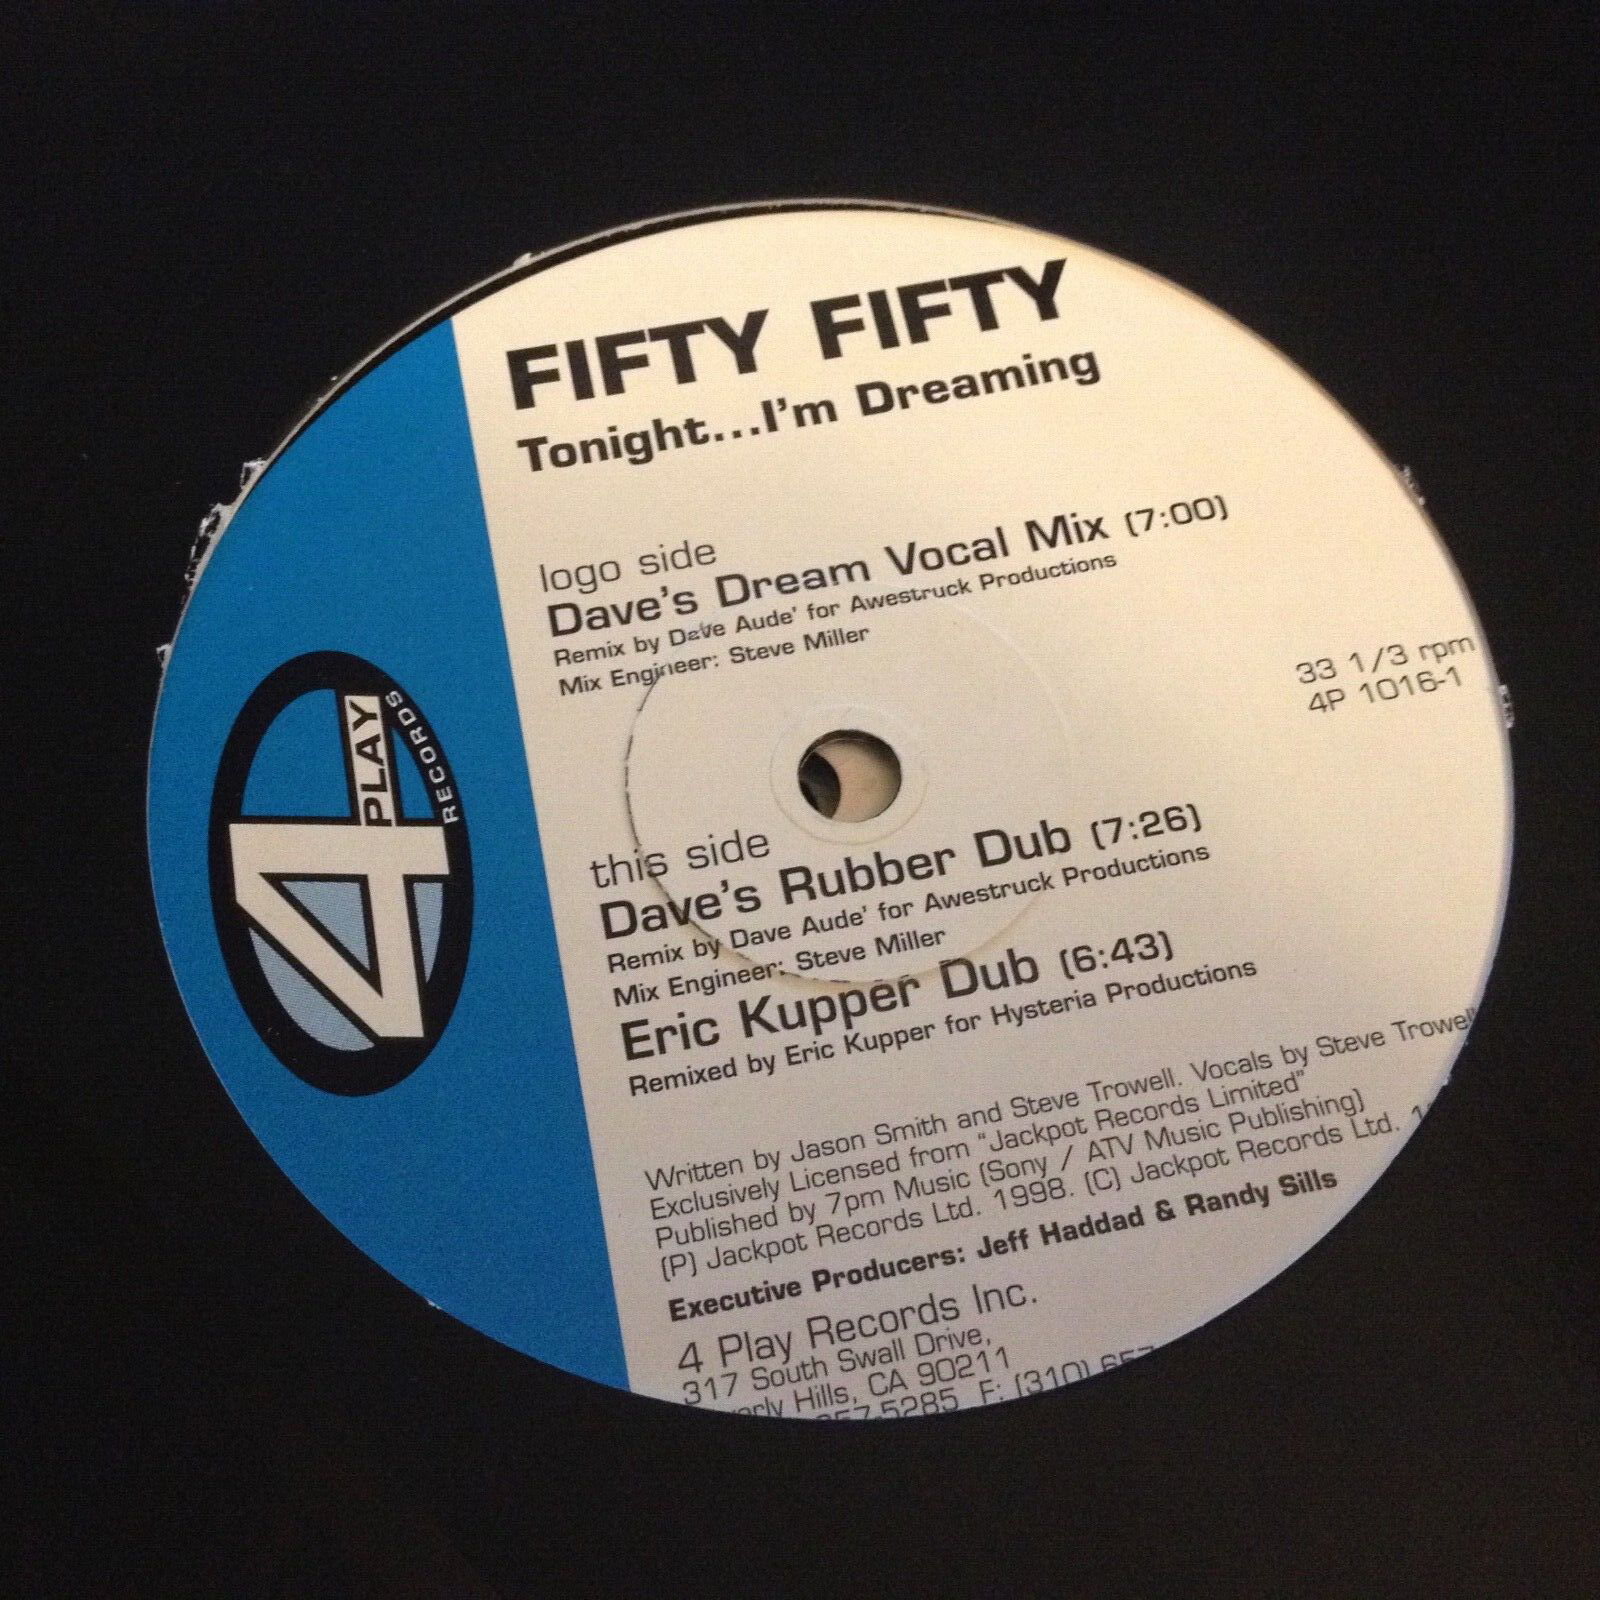 FIFTY FIFTY
Tonight...I'm Dreaming
logo side
Dave's Dream Vocal Mix (7:00)
Remix by Dave Aude' for Awestruck Productions
Mix Engineer: Steve Miller
33 1/3 rpm
4P 1016-1
4 PLAY RECORDS
this side
Dave's Rubber Dub (7:26)
Remix by Dave Aude' for Awestruck Productions
Mix Engineer: Steve Miller
Eric Kupper Dub (6:43)
Remixed by Eric Kupper for Hysteria Productions
Written by Jason Smith and Steve Trowell. Vocals by Steve Trowell
Exclusively Licensed from "Jackpot Records Limited"
Published by 7pm Music (Sony / ATV Music Publishing)
(P) Jackpot Records Ltd. 1998. (C) Jackpot Records Ltd.
Executive Producers: Jeff Haddad & Randy Sills
4 Play Records Inc.
317 South Swall Drive,
Hills, CA 90211
57-5285 F: (310)